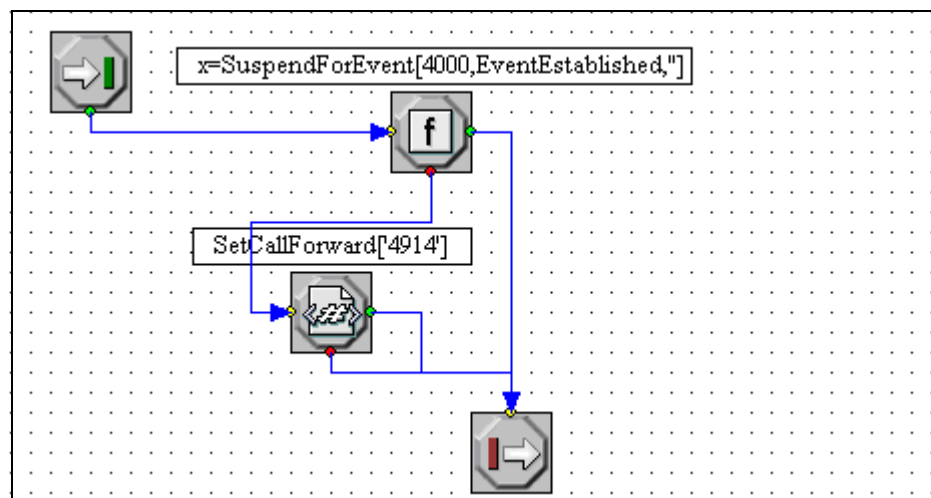 x=SuspendForEvent[4000,EventEstablished,'']
f
SetCallForward['4914']
<#>